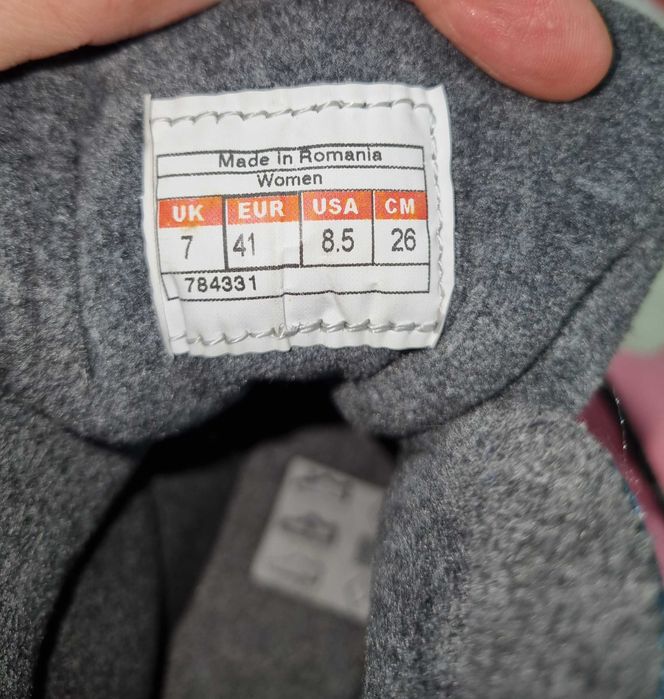 Made in Romania
Women
UK EUR USA CM
7 41 8.5 26
784331